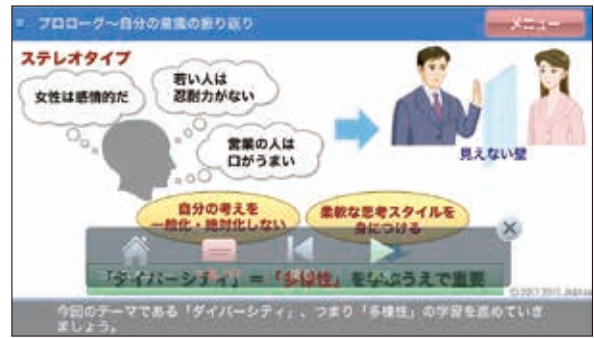 プロローグ～自分の意識の振り返り
メニュー
ステレオタイプ
女性は感情的だ
若い人は
忍耐力がない
営業の人は
口がうまい
見えない壁
自分の考えを
一般化・絶対化しない
柔軟な思考スタイルを
身につける
「ダイバーシティ」＝「多様性」を学ぶうえで重要
今回のテーマである「ダイバーシティ」、つまり「多様性」の学習を進めていき
ましょう。